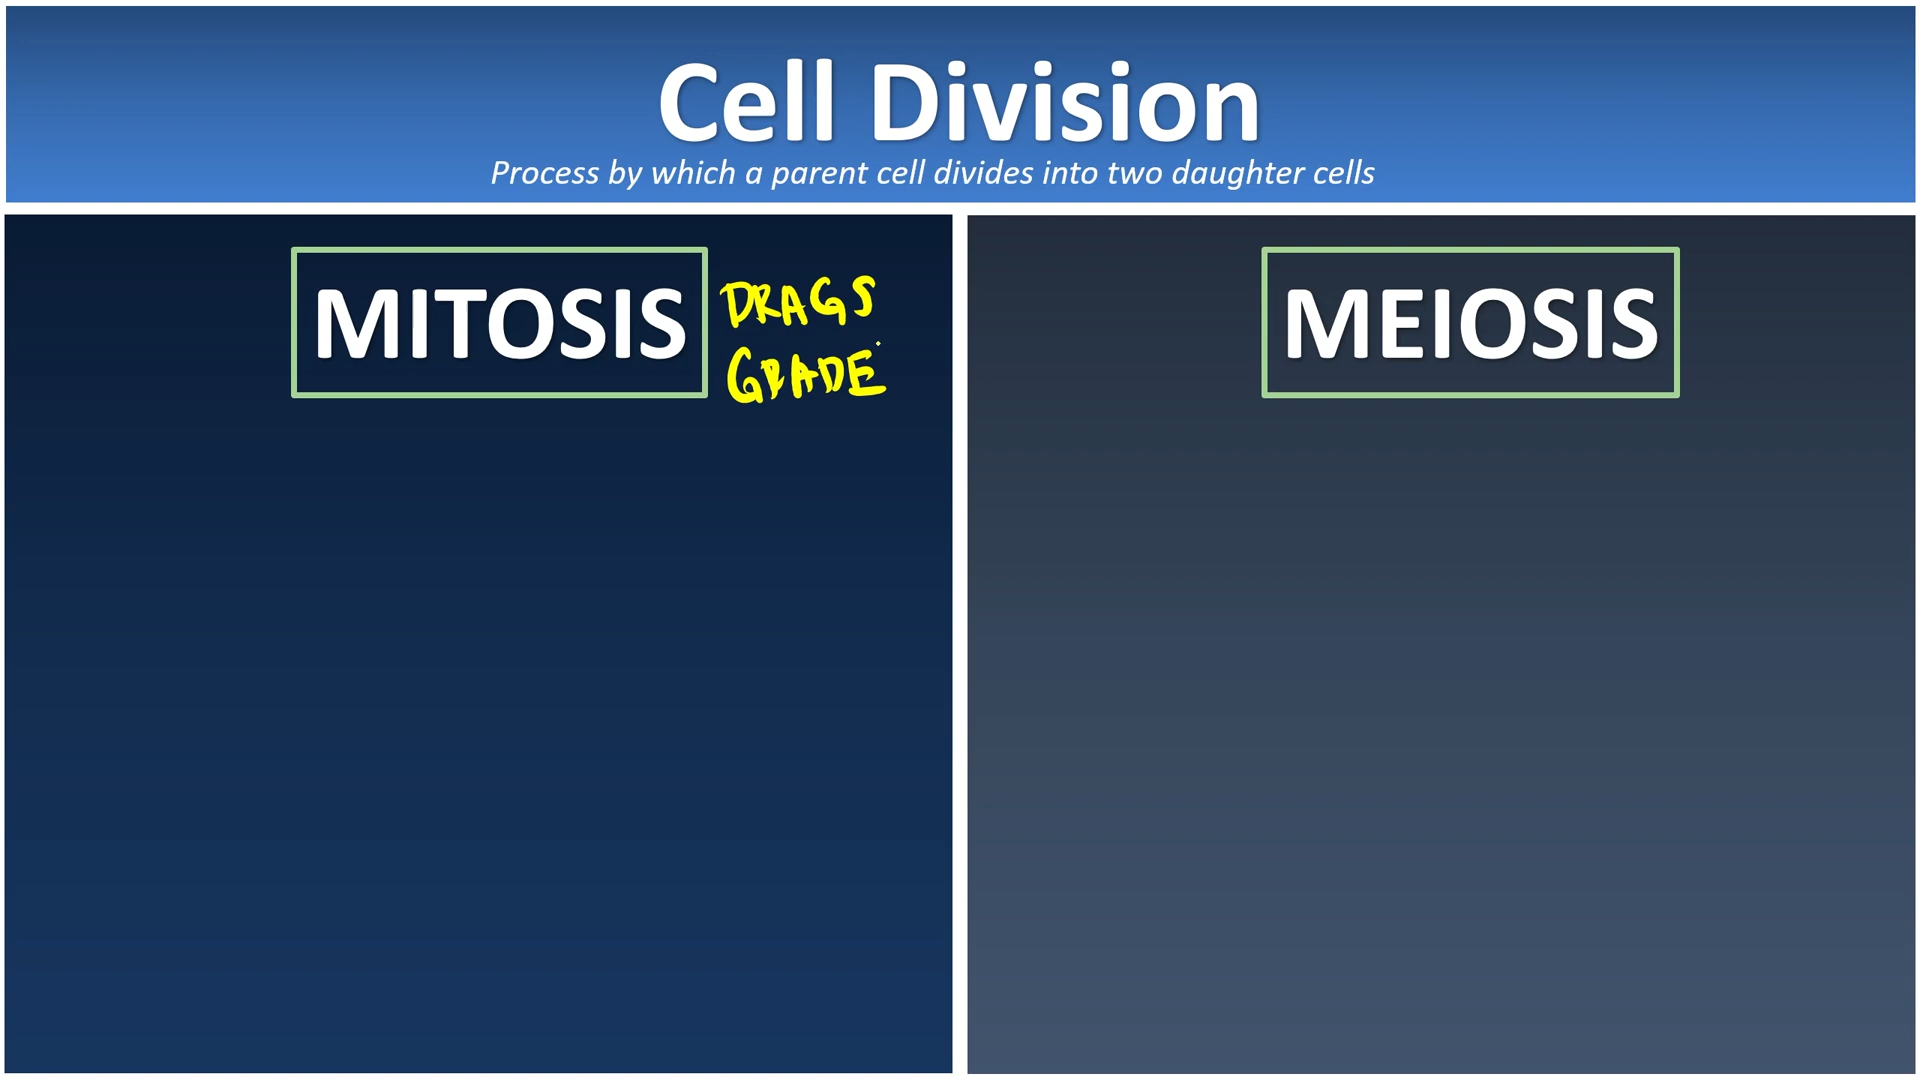 Cell Division
Process by which a parent cell divides into two daughter cells
MITOSIS
DRAGS
GRADE
MEIOSIS